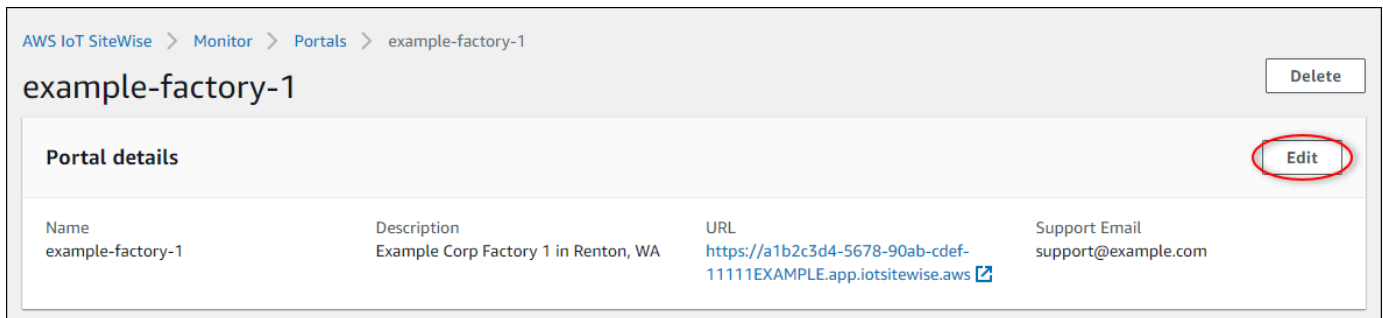 AWS IoT SiteWise > Monitor > Portals > example-factory-1
example-factory-1
Delete
Portal details
Edit
Name
example-factory-1
Description
Example Corp Factory 1 in Renton, WA
URL
https://a1b2c3d4-5678-90ab-cdef-
11111EXAMPLE.app.iotsitewise.aws
Support Email
support@example.com